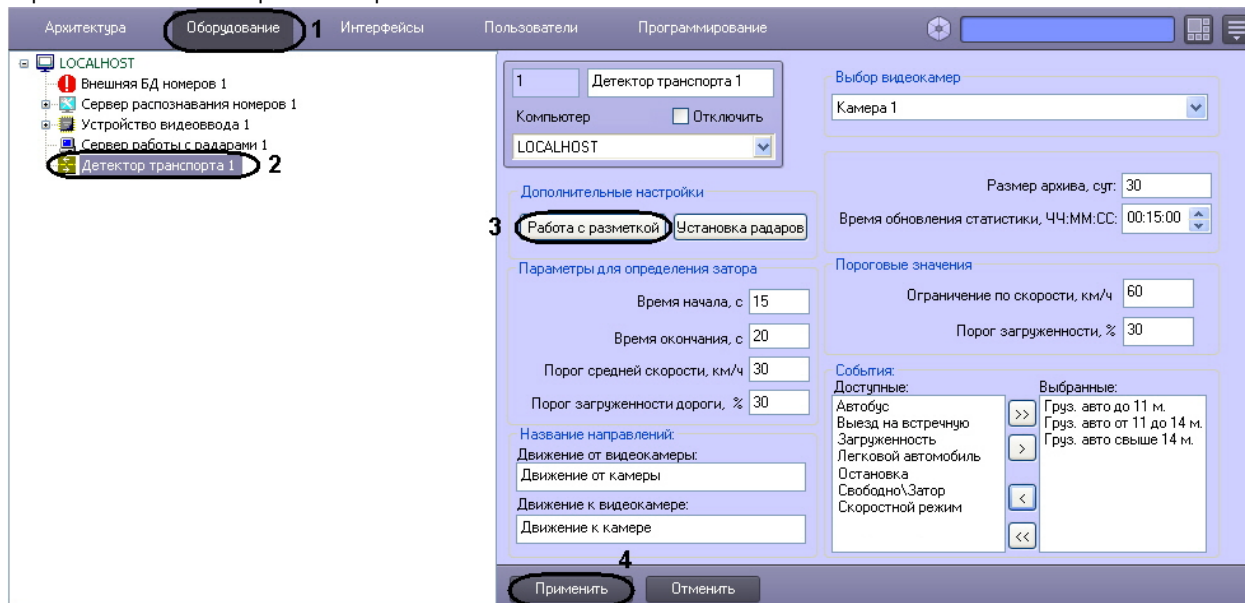 Архитектура Оборудование 1 Интерфейсы Пользователи Программирование
LOCALHOST
Внешняя БД номеров 1
Сервер распознавания номеров 1
Устройство видеоввода 1
Сервер работы с радарами 1
Детектор транспорта 1 2
1 Детектор транспорта 1
Компьютер Отключить
LOCALHOST
Дополнительные настройки
3 Работа с разметкой Установка радаров
Параметры для определения затора
Время начала, с 15
Время окончания, с 20
Порог средней скорости, км/ч 30
Порог загруженности дороги, % 30
Название направлений:
Движение от видеокамеры:
Движение от камеры
Движение к видеокамере:
Движение к камере
Выбор видеокамер
Камера 1
Размер архива, сут: 30
Время обновления статистики, ЧЧ:ММ:СС: 00:15:00
Пороговые значения
Ограничение по скорости, км/ч 60
Порог загруженности, % 30
События:
Доступные:
Автобус
Выезд на встречную
Загруженность
Легковой автомобиль
Остановка
Свободно\Затор
Скоростной режим
>>
>
<
<<
Выбранные:
Груз. авто до 11 м.
Груз. авто от 11 до 14 м.
Груз. авто свыше 14 м.
4
Применить Отменить